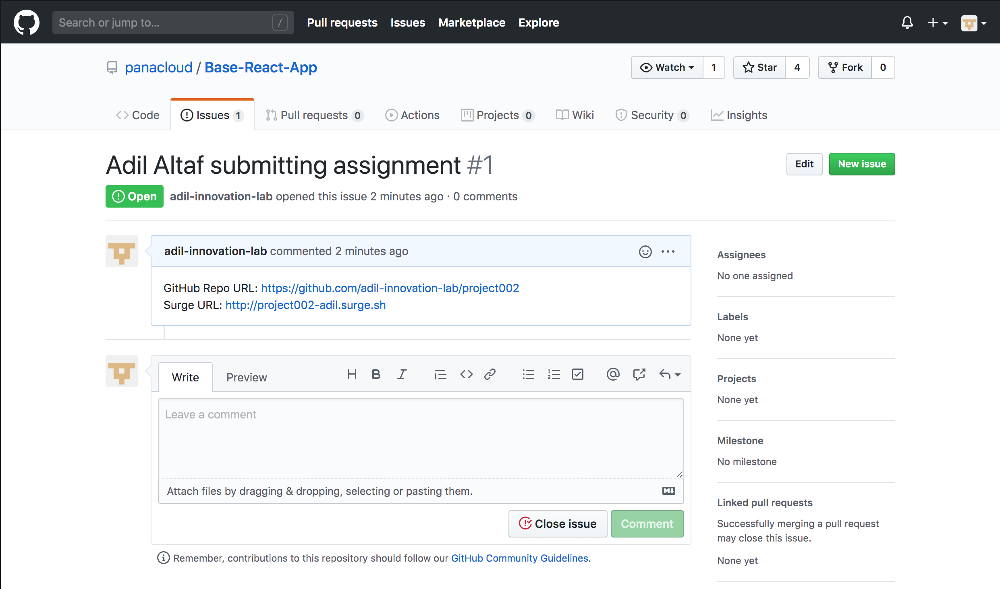 Search or jump to... /
Pull requests Issues Marketplace Explore
panacloud / Base-React-App
Watch 1 Star 4 Fork 0
Code Issues 1 Pull requests 0 Actions Projects 0 Wiki Security 0 Insights
Adil Altaf submitting assignment #1
Edit New issue
Open adil-innovation-lab opened this issue 2 minutes ago · 0 comments
adil-innovation-lab commented 2 minutes ago
GitHub Repo URL: https://github.com/adil-innovation-lab/project002
Surge URL: http://project002-adil.surge.sh
Write Preview
Leave a comment
Attach files by dragging & dropping, selecting or pasting them.
Close issue Comment
Remember, contributions to this repository should follow our GitHub Community Guidelines.
Assignees
No one assigned
Labels
None yet
Projects
None yet
Milestone
No milestone
Linked pull requests
Successfully merging a pull request
may close this issue.
None yet